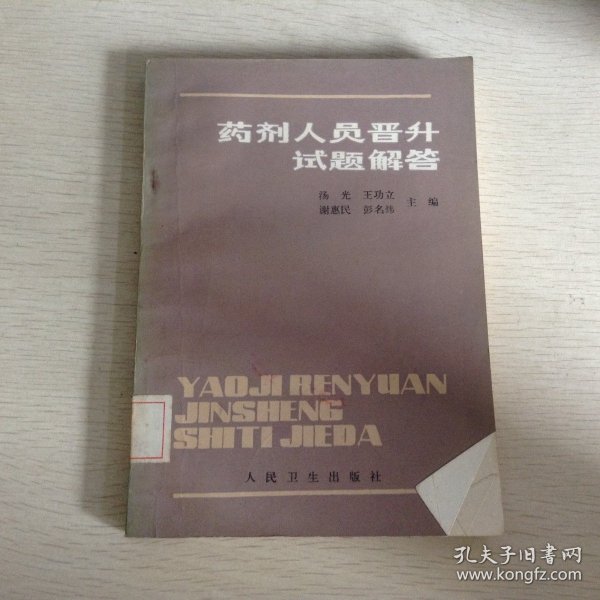 药剂人员晋升
试题解答
汤光 王功立
谢惠民 彭名炜 主编
YAOJI RENYUAN
JINSHENG
SHITI JIEDA
人民卫生出版社
孔夫子旧书网
www.kongfz.com